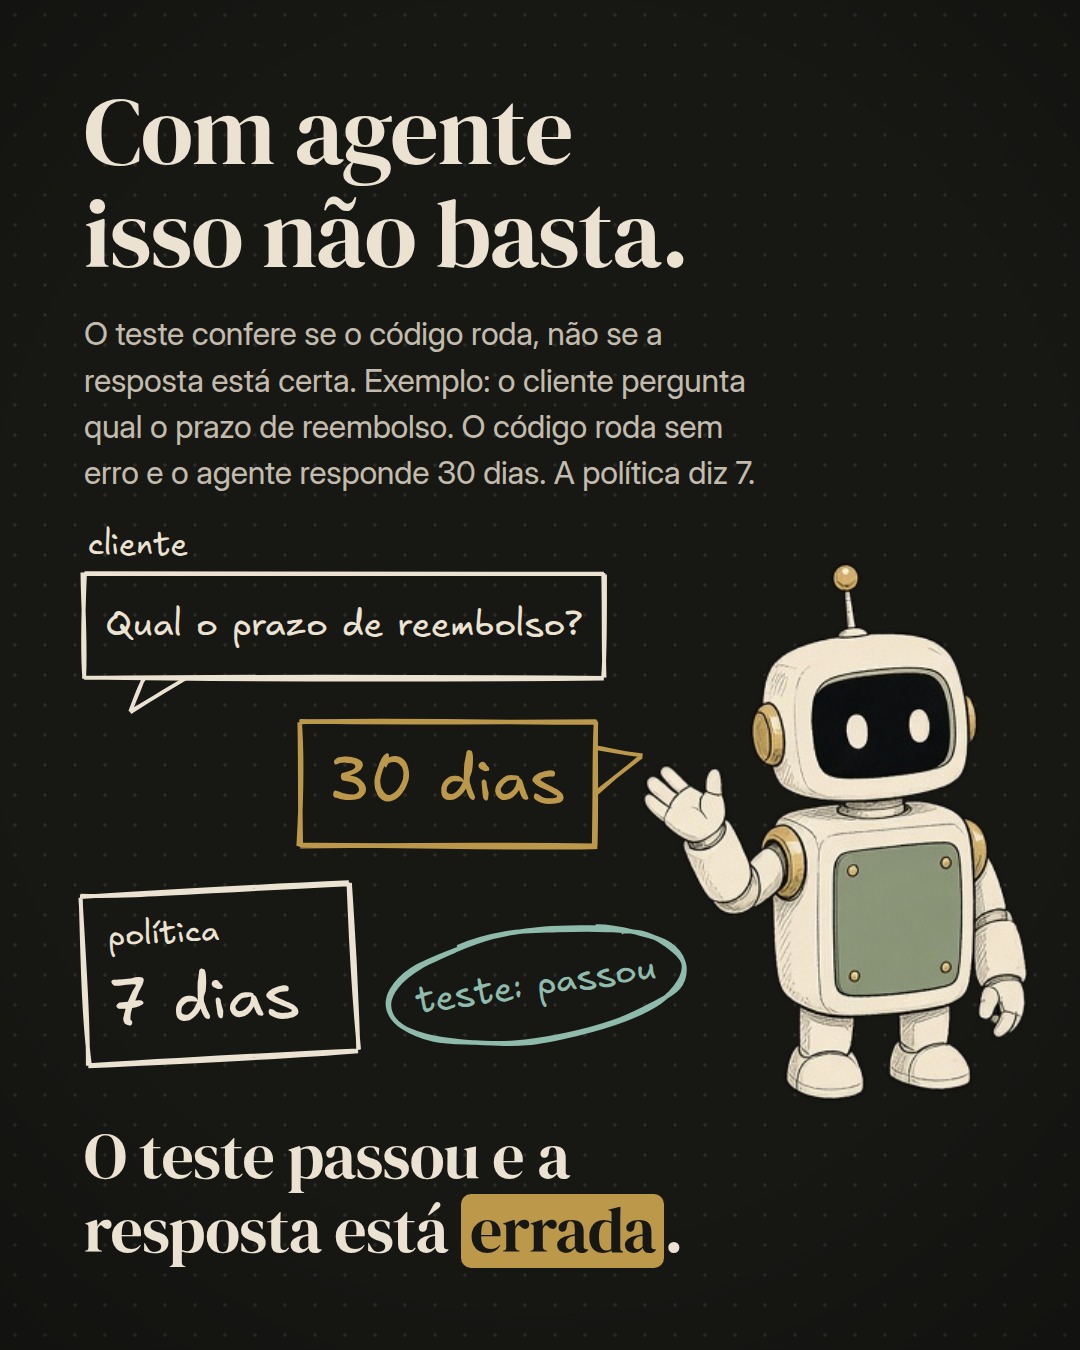 Com agente
isso não basta.
O teste confere se o código roda, não se a
resposta está certa. Exemplo: o cliente pergunta
qual o prazo de reembolso. O código roda sem
erro e o agente responde 30 dias. A política diz 7.
cliente
Qual o prazo de reembolso?
30 dias
política
7 dias
teste: passou
O teste passou e a
resposta está errada.